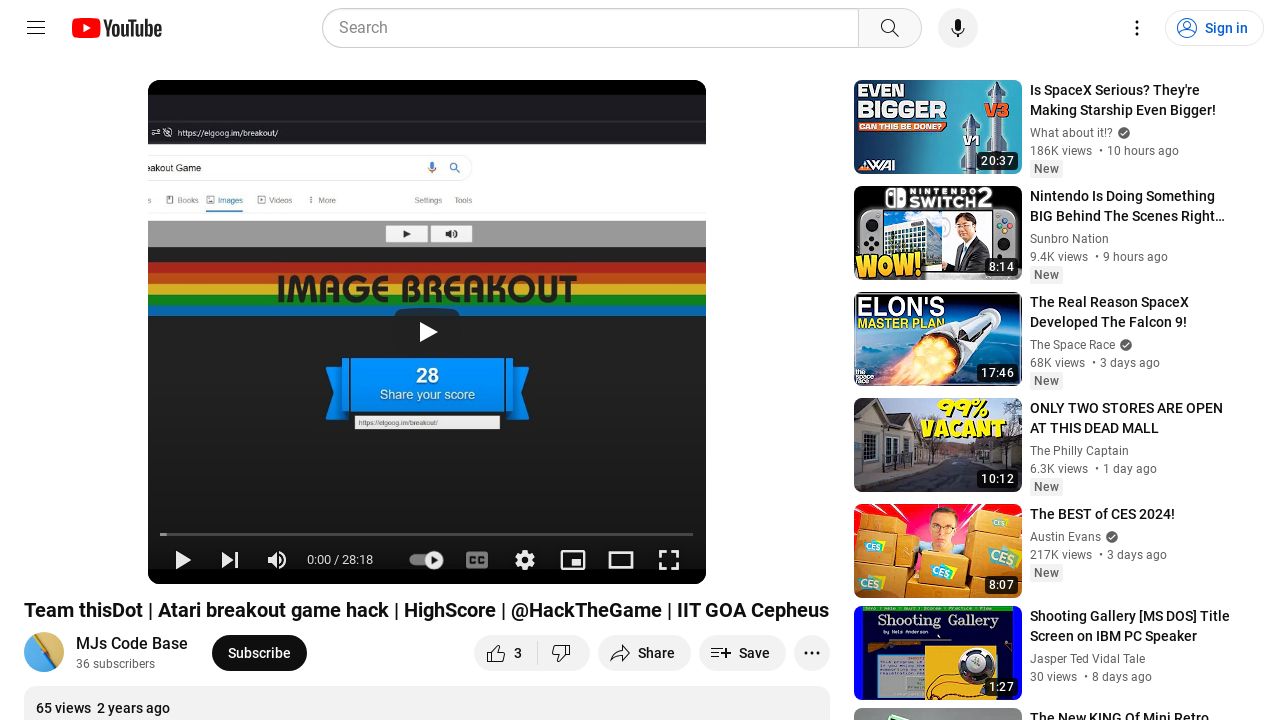 YouTube
Search
Sign in
https://elgoog.im/breakout/
eakout Game
Books
Images
Videos
More
Settings
Tools
IMAGE BREAKOUT
28
Share your score
https://elgoog.im/breakout/
0:00 / 28:18
CC
Team thisDot | Atari breakout game hack | HighScore | @HackTheGame | IIT GOA Cepheus
MJs Code Base
36 subscribers
Subscribe
3
Share
Save
65 views 2 years ago
EVEN
BIGGER
CAN THIS BE DONE?
V3
V1
WAI
20:37
Is SpaceX Serious? They're
Making Starship Even Bigger!
What about it!?
186K views • 10 hours ago
New
NINTENDO
SWITCH 2
WOW!
8:14
Nintendo Is Doing Something
BIG Behind The Scenes Right…
Sunbro Nation
9.4K views • 9 hours ago
New
ELON'S
MASTER PLAN
the
space
race
17:46
The Real Reason SpaceX
Developed The Falcon 9!
The Space Race
68K views • 3 days ago
New
99%
VACANT
10:12
ONLY TWO STORES ARE OPEN
AT THIS DEAD MALL
The Philly Captain
6.3K views • 1 day ago
New
CES
CES
CES
CES
CES
8:07
The BEST of CES 2024!
Austin Evans
217K views • 3 days ago
New
Shooting Gallery
by Nels Anderson
1:27
Shooting Gallery [MS DOS] Title
Screen on IBM PC Speaker
Jasper Ted Vidal Tale
30 views • 8 days ago
The New KING Of Mini Retro